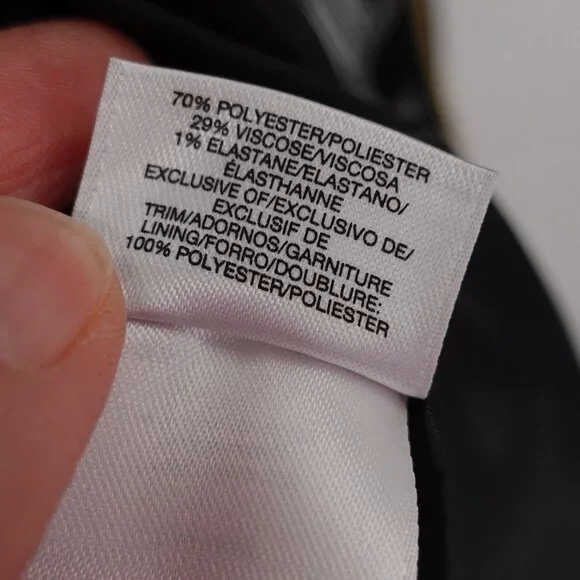 70% POLYESTER/POLIESTER
29% VISCOSE/VISCOSA
1% ELASTANE/ELASTANO/
ÉLASTHANNE
EXCLUSIVE OF/EXCLUSIVO DE/
EXCLUSIF DE
TRIM/ADORNOS/GARNITURE
LINING/FORRO/DOUBLURE:
100% POLYESTER/POLIESTER